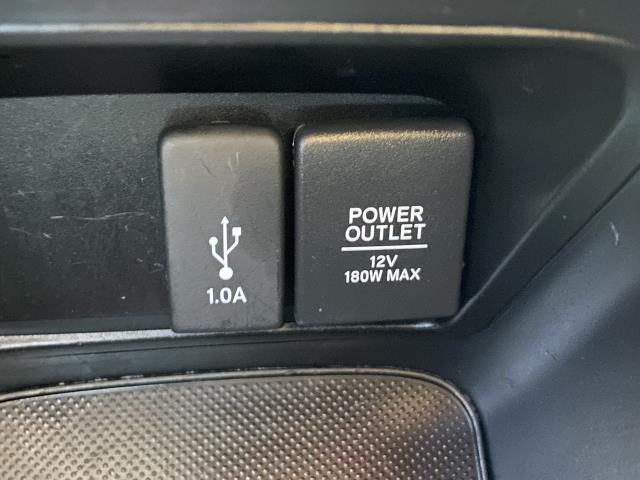 1.0A
POWER
OUTLET
12V
180W MAX